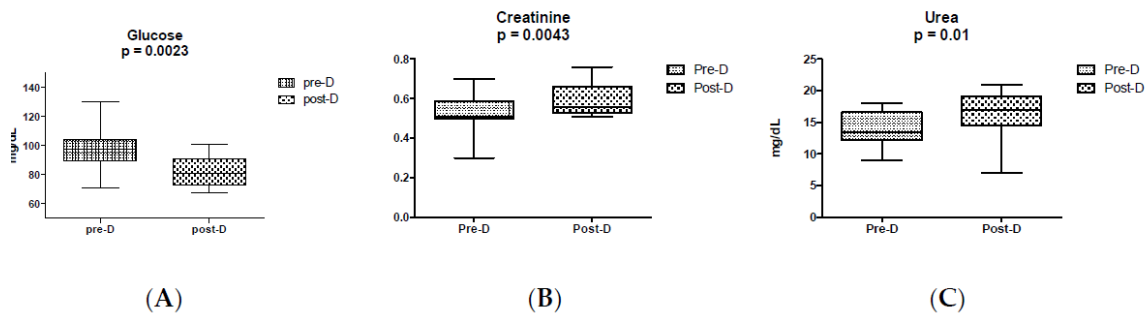 Glucose
p = 0.0023
mg/dL
140
120
100
80
60
pre-D
post-D
pre-D
post-D
(A)
Creatinine
p = 0.0043
0.8
0.6
0.4
0.2
0.0
Pre-D
Post-D
Pre-D
Post-D
(B)
Urea
p = 0.01
mg/dL
25
20
15
10
5
0
Pre-D
Post-D
Pre-D
Post-D
(C)